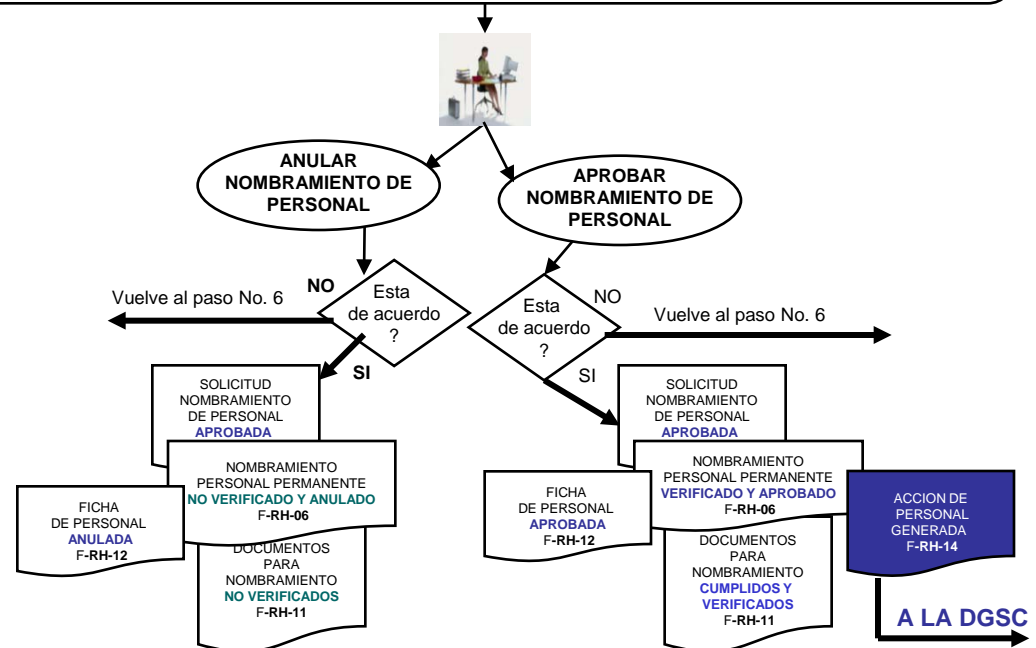 ANULAR
NOMBRAMIENTO DE
PERSONAL
APROBAR
NOMBRAMIENTO DE
PERSONAL
NO
Esta
de acuerdo
?
Vuelve al paso No. 6
SI
NO
Esta
de acuerdo
?
Vuelve al paso No. 6
SI
SOLICITUD
NOMBRAMIENTO
DE PERSONAL
APROBADA
NOMBRAMIENTO
PERSONAL PERMANENTE
NO VERIFICADO Y ANULADO
F-RH-06
FICHA
DE PERSONAL
ANULADA
F-RH-12
DOCUMENTOS
PARA
NOMBRAMIENTO
NO VERIFICADOS
F-RH-11
SOLICITUD
NOMBRAMIENTO
DE PERSONAL
APROBADA
NOMBRAMIENTO
PERSONAL PERMANENTE
VERIFICADO Y APROBADO
F-RH-06
FICHA
DE PERSONAL
APROBADA
F-RH-12
DOCUMENTOS
PARA
NOMBRAMIENTO
CUMPLIDOS Y
VERIFICADOS
F-RH-11
ACCION DE
PERSONAL
GENERADA
F-RH-14
A LA DGSC